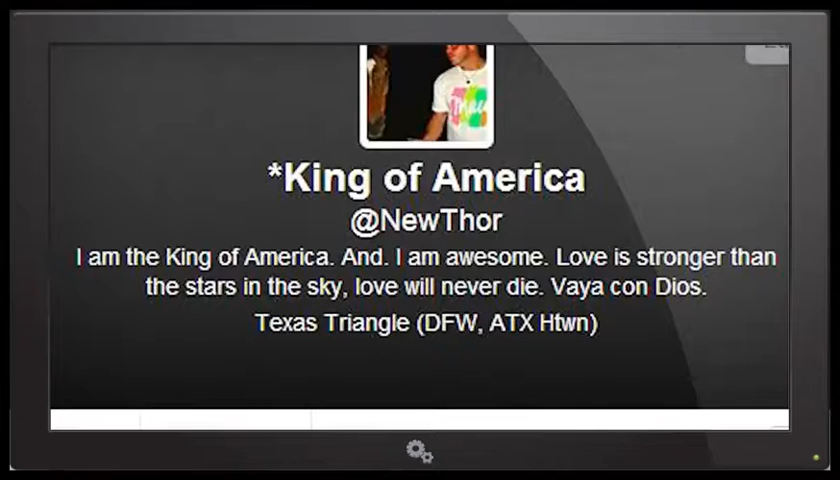 *King of America
@NewThor
I am the King of America. And. I am awesome. Love is stronger than
the stars in the sky, love will never die. Vaya con Dios.
Texas Triangle (DFW, ATX Htwn)